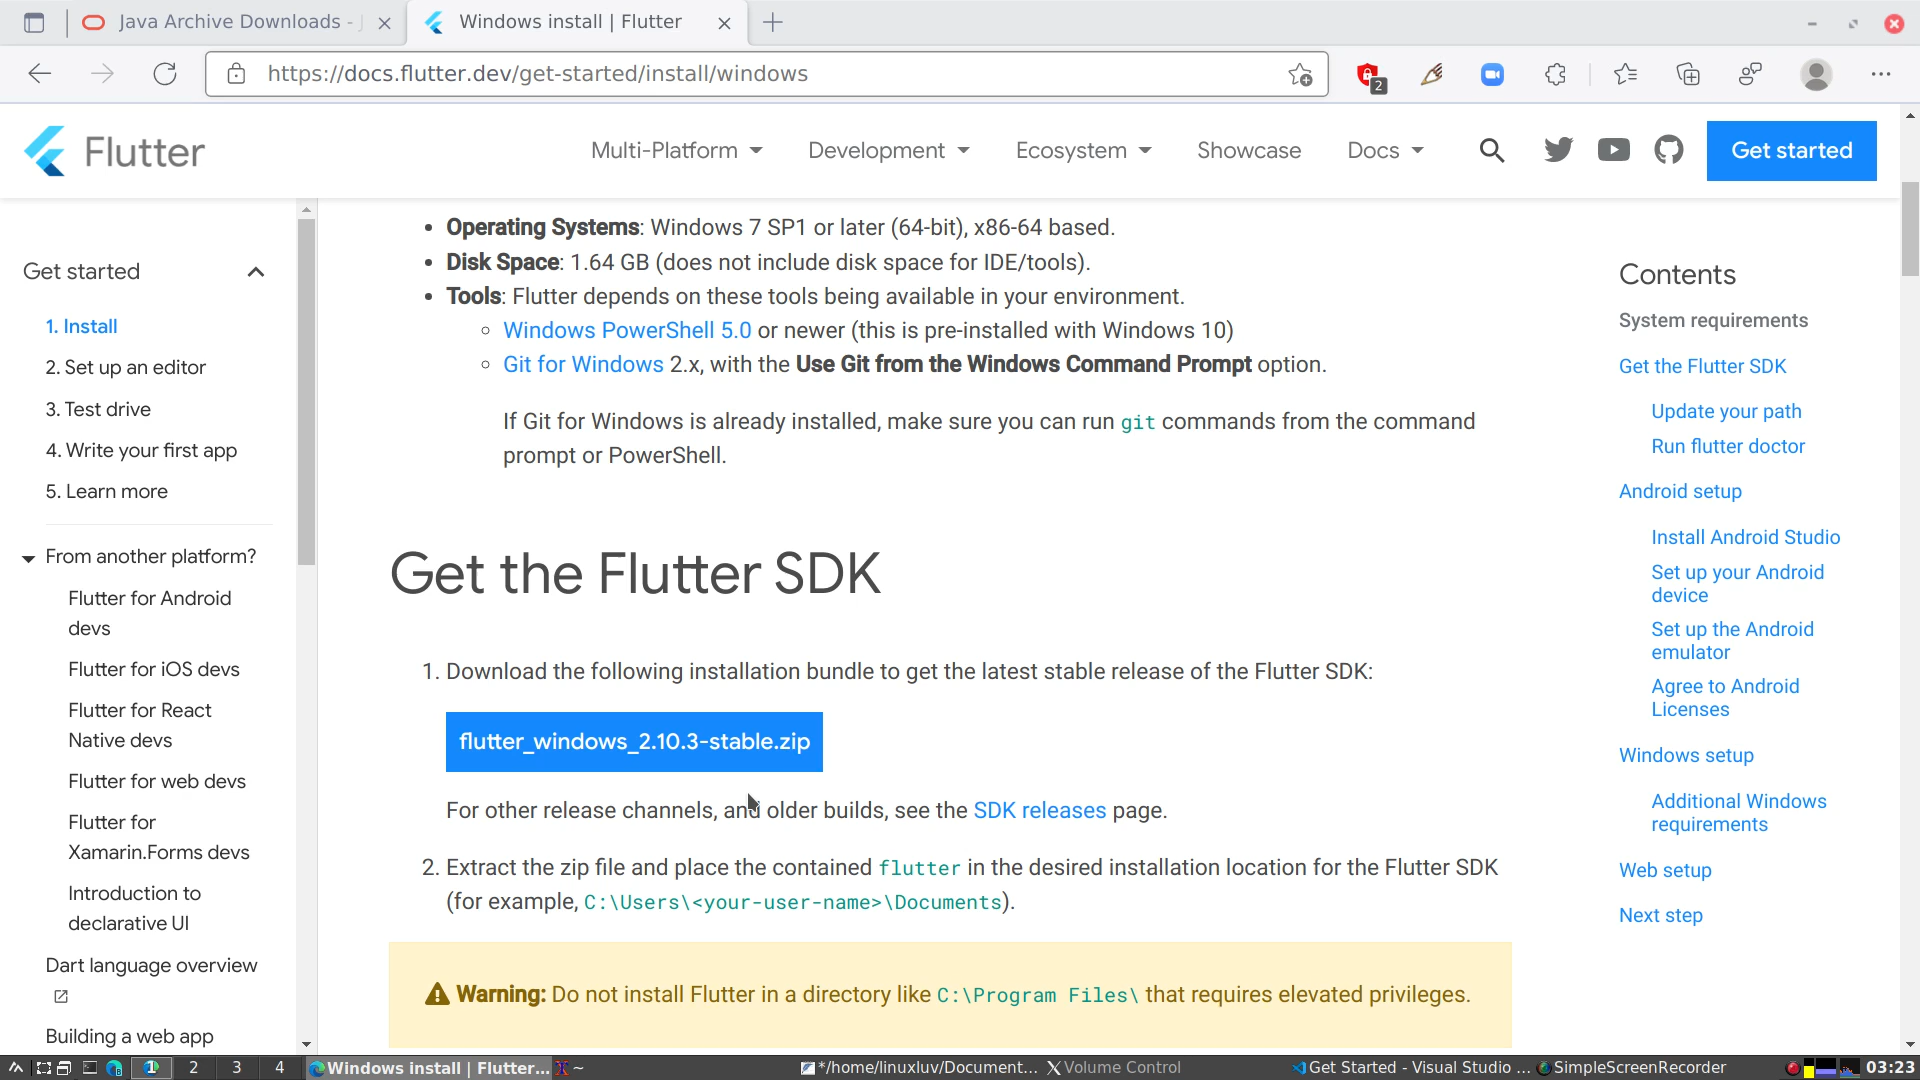 Java Archive Downloads -
Windows install | Flutter
https://docs.flutter.dev/get-started/install/windows
2
Flutter
Multi-Platform
Development
Ecosystem
Showcase
Docs
Get started
Get started
1. Install
2. Set up an editor
3. Test drive
4. Write your first app
5. Learn more
From another platform?
Flutter for Android
devs
Flutter for iOS devs
Flutter for React
Native devs
Flutter for web devs
Flutter for
Xamarin.Forms devs
Introduction to
declarative UI
Dart language overview
Building a web app
• Operating Systems: Windows 7 SP1 or later (64-bit), x86-64 based.
• Disk Space: 1.64 GB (does not include disk space for IDE/tools).
• Tools: Flutter depends on these tools being available in your environment.
Windows PowerShell 5.0 or newer (this is pre-installed with Windows 10)
Git for Windows 2.x, with the Use Git from the Windows Command Prompt option.
If Git for Windows is already installed, make sure you can run git commands from the command
prompt or PowerShell.
Get the Flutter SDK
1. Download the following installation bundle to get the latest stable release of the Flutter SDK:
flutter_windows_2.10.3-stable.zip
For other release channels, and older builds, see the SDK releases page.
2. Extract the zip file and place the contained flutter in the desired installation location for the Flutter SDK
(for example, C:\Users\<your-user-name>\Documents).
Warning: Do not install Flutter in a directory like C:\Program Files\ that requires elevated privileges.
Contents
System requirements
Get the Flutter SDK
Update your path
Run flutter doctor
Android setup
Install Android Studio
Set up your Android
device
Set up the Android
emulator
Agree to Android
Licenses
Windows setup
Additional Windows
requirements
Web setup
Next step
1 2 3 4 Windows install | Flutter... ~ */home/linuxluv/Document... Volume Control Get Started - Visual Studio ... SimpleScreenRecorder 03:23